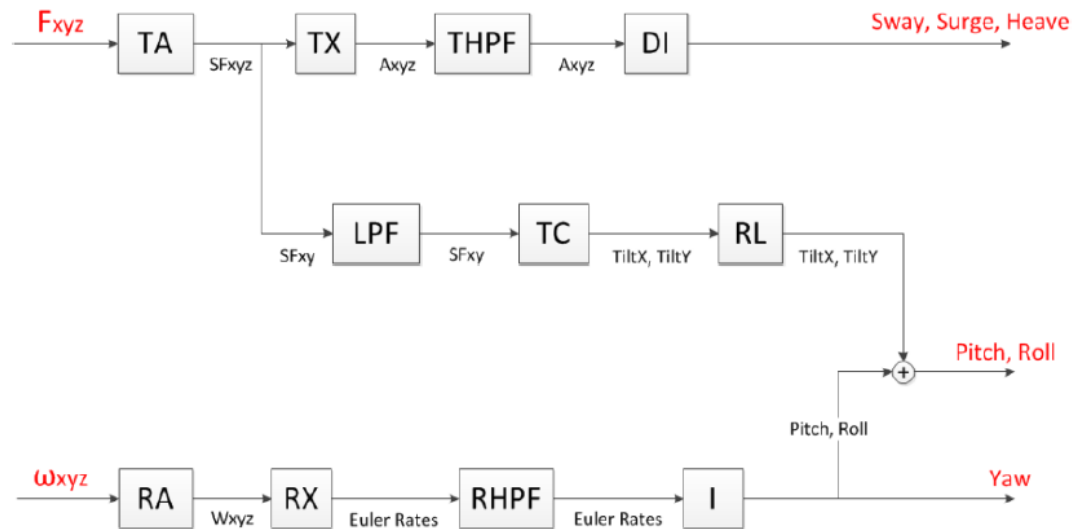 Fxyz
TA
SFxyz
TX
Axyz
THPF
Axyz
DI
Sway, Surge, Heave
SFxy
LPF
SFxy
TC
TiltX, TiltY
RL
TiltX, TiltY
+
Pitch, Roll
Pitch, Roll
ωxyz
RA
Wxyz
RX
Euler Rates
RHPF
Euler Rates
I
Yaw